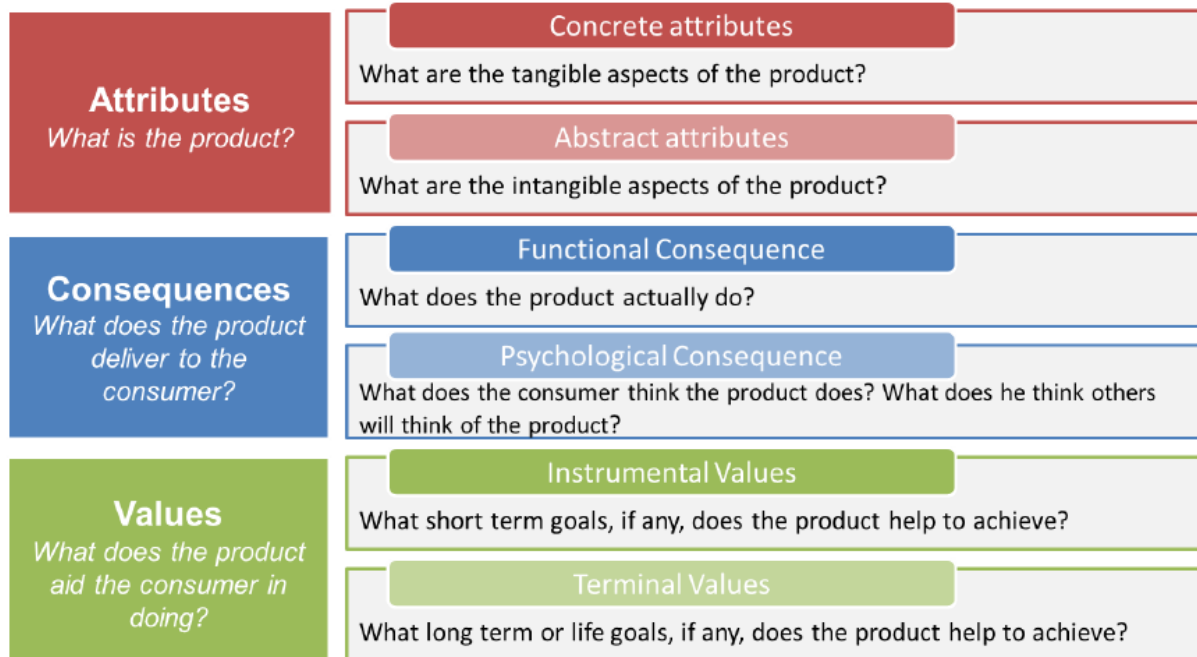 Attributes
What is the product?
Concrete attributes
What are the tangible aspects of the product?
Abstract attributes
What are the intangible aspects of the product?
Consequences
What does the product
deliver to the
consumer?
Functional Consequence
What does the product actually do?
Psychological Consequence
What does the consumer think the product does? What does he think others
will think of the product?
Values
What does the product
aid the consumer in
doing?
Instrumental Values
What short term goals, if any, does the product help to achieve?
Terminal Values
What long term or life goals, if any, does the product help to achieve?